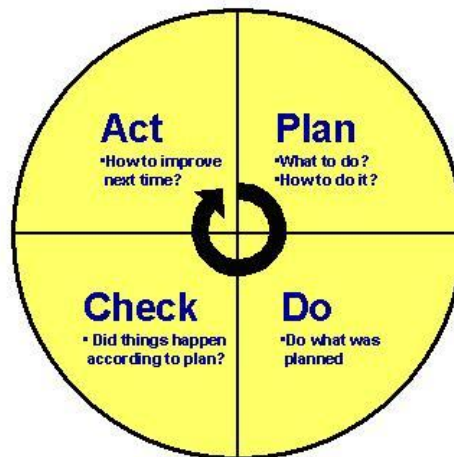 Act
•How to improve
next time?
Plan
•What to do?
•How to do it?
Check
• Did things happen
according to plan?
Do
•Do what was
planned